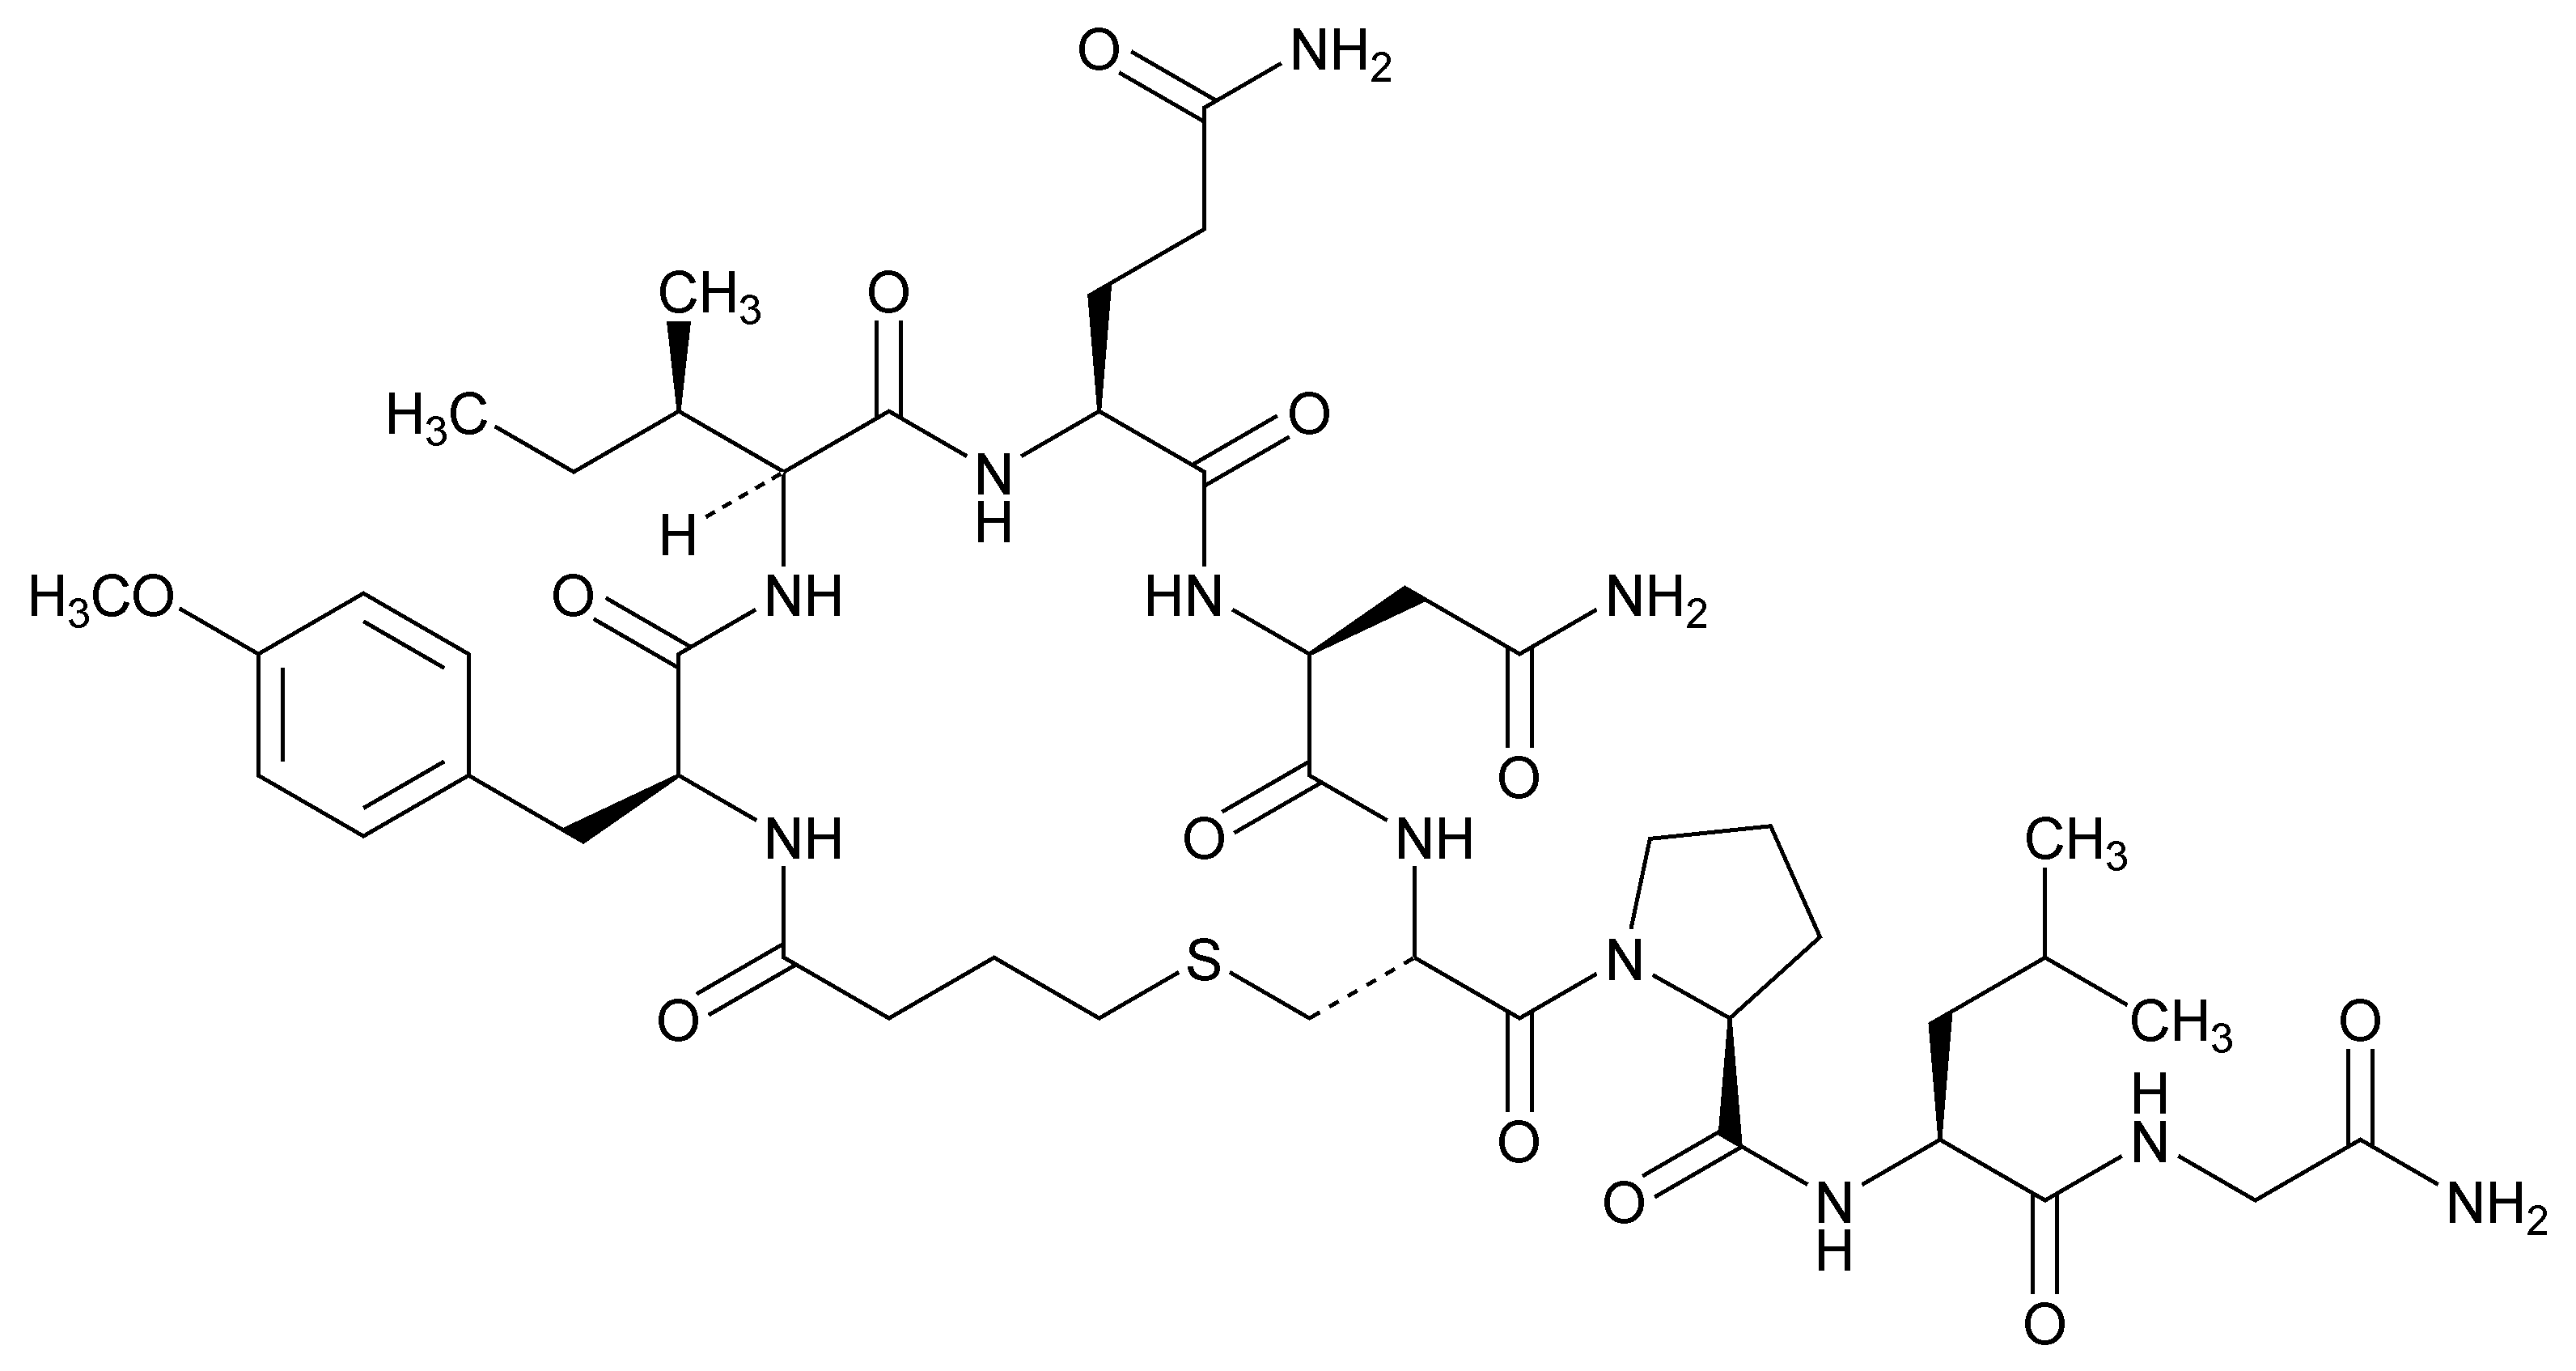 O NH2
CH3 O
H3C O
N
H
H
H3CO O NH HN NH2
O
NH O NH CH3
S N
O CH3 O
H
O N
O N NH2
H
O